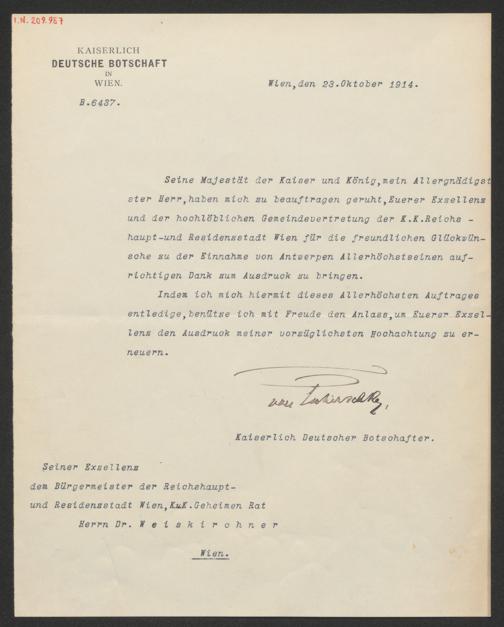 I.N. 209.957
KAISERLICH
DEUTSCHE BOTSCHAFT
IN
WIEN.
B.6437.
Wien,den 23.Oktober 1914.
Seine Majestät der Kaiser und König,mein Allergnädigst
ster Herr,haben mich zu beauftragen geruht,Euerer Exzellenz
und der hochlöblichen Gemeindevertretung der K.K.Reichs -
haupt-und Residenzstadt Wien für die freundlichen Glückwün-
sche zu der Einnahme von Antwerpen Allerhöchstseinen auf-
richtigen Dank zum Ausdruck zu bringen.
Indem ich mich hiermit dieses Allerhöchsten Auftrages
entledige,benütze ich mit Freude den Anlass,um Euerer Exzel-
lenz den Ausdruck meiner vorzüglichsten Hochachtung zu er-
neuern.
von Tschirschky,
Kaiserlich Deutscher Botschafter.
Seiner Exzellenz
dem Bürgermeister der Reichshaupt-
und Residenzstadt Wien,KuK.Geheimen Rat
Herrn Dr. W e i s k i r c h n e r
Wien.